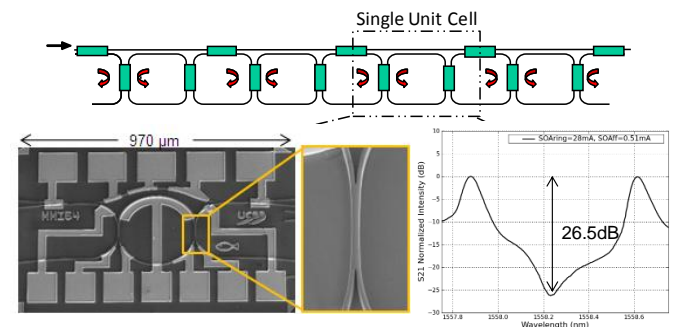 Single Unit Cell
970 µm
MHI54
UCSB
S21 Normalized Intensity (dB)
10
5
0
−5
−10
−15
−20
−25
−30
SOAring=28mA, SOAff=0.51mA
26.5dB
1557.8 1558.0 1558.2 1558.4 1558.6
Wavelength (nm)